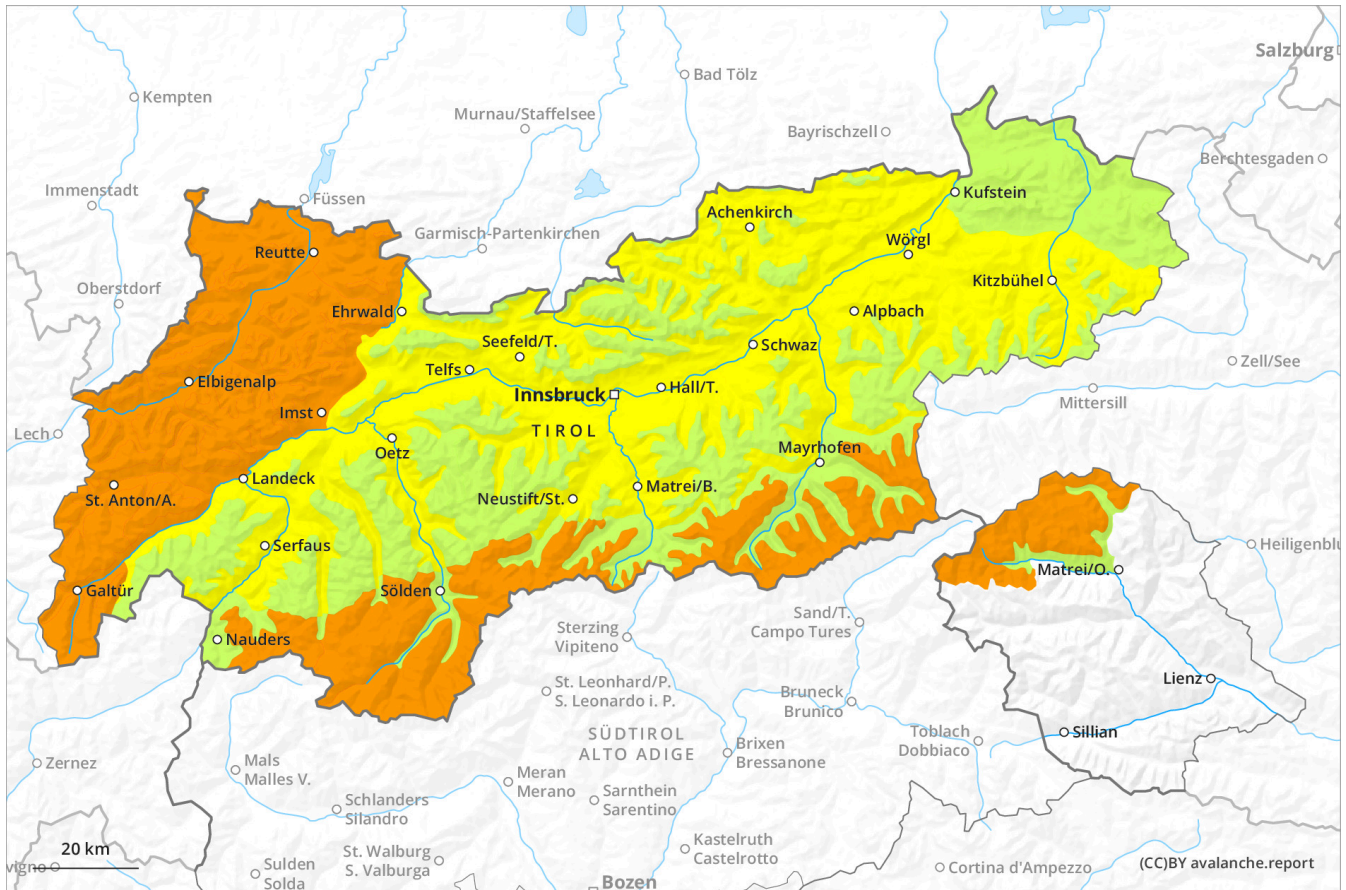 Salzburg
Bad Tölz
Kempten
Murnau/Staffelsee
Bayrischzell
Berchtesgaden
Immenstadt
Füssen
Kufstein
Achenkirch
Garmisch-Partenkirchen
Reutte
Wörgl
Oberstdorf
Kitzbühel
Ehrwald
Alpbach
Seefeld/T.
Schwaz
Zell/See
Telfs
Elbigenalp
Hall/T.
Innsbruck
Mittersill
Imst
TIROL
Lech
Oetz
Mayrhofen
Landeck
Matrei/B.
St. Anton/A.
Neustift/St.
Serfaus
Heiligenblu
Matrei/O.
Galtür
Sölden
Sand/T.
Campo Tures
Nauders
Sterzing
Vipiteno
Lienz
St. Leonhard/P.
S. Leonardo i. P.
Bruneck
Brunico
Sillian
SÜDTIROL
ALTO ADIGE
Toblach
Dobbiaco
Brixen
Bressanone
Zernez
Mals
Malles V.
Meran
Merano
Sarnthein
Sarentino
Schlanders
Silandro
Kastelruth
Castelrotto
20 km
St. Walburg
S. Valburga
(CC)BY avalanche.report
vigno
Cortina d'Ampezzo
Sulden
Solda
Bozen